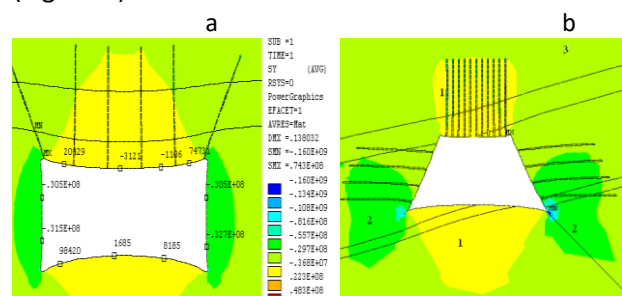 a
b
SUB =1
TIME=1
SY (AVG)
RSYS=0
PowerGraphics
EFACET=1
AVRES=Mat
DMX =.138032
SMN =-.160E+09
SMX =.743E+08
-.160E+09
-.134E+09
-.108E+09
-.816E+08
-.557E+08
-.297E+08
-.368E+07
.223E+08
.483E+08
MN
MX
20429
-3121
-1106
-.305E+08
-.305E+08
-.315E+08
-.327E+08
98420
1685
8185
3
1
MX
2
2
1